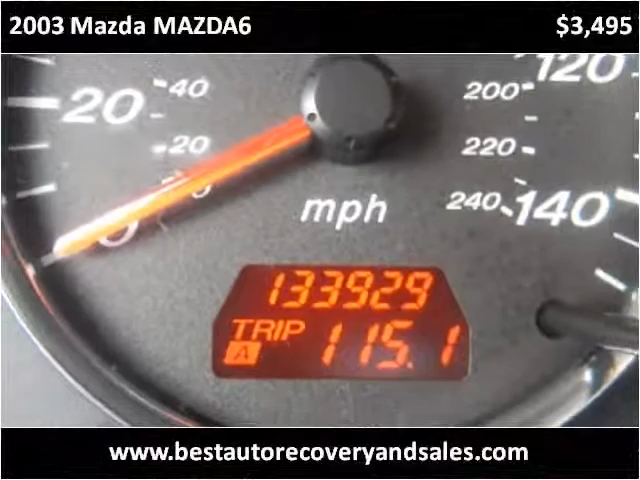 2003 Mazda MAZDA6 $3,495
120
20 40 200
20 220
0 mph 240 140
133929
TRIP 115.1
A
www.bestautorecoveryandsales.com